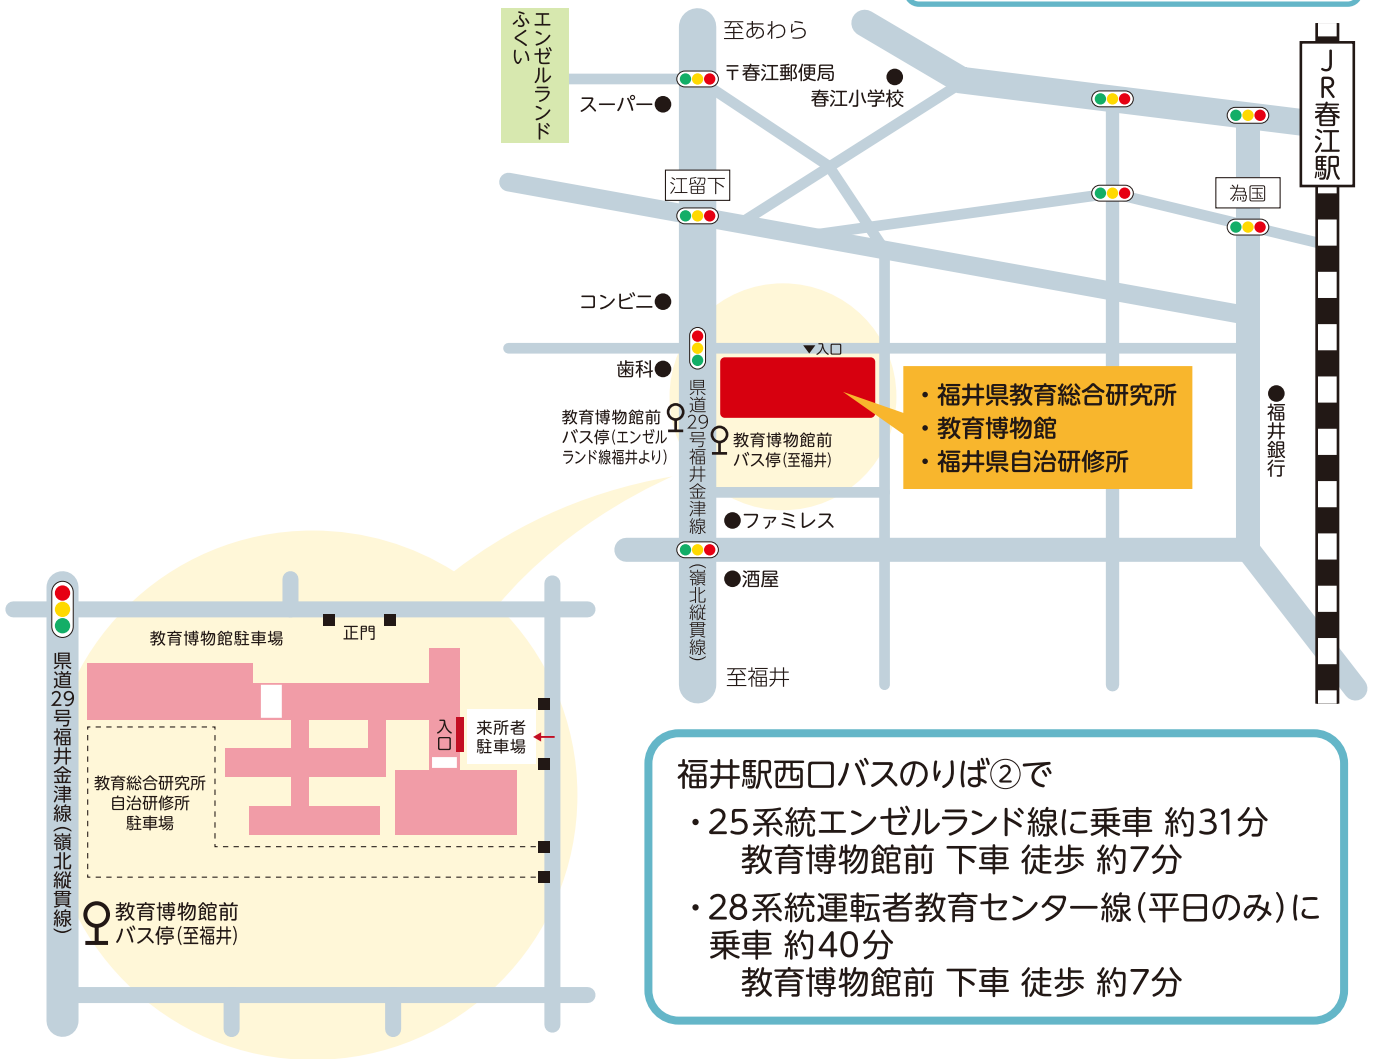 エンゼルランド
ふくい
至あわら
〒春江郵便局
スーパー
春江小学校
JR春江駅
江留下
為国
コンビニ
▼入口
歯科
県道29号福井金津線(嶺北縦貫線)
教育博物館前
バス停(エンゼル
ランド線福井より)
教育博物館前
バス停(至福井)
・福井県教育総合研究所
・教育博物館
・福井県自治研修所
福井銀行
ファミレス
酒屋
至福井
教育博物館駐車場
正門
県道29号福井金津線(嶺北縦貫線)
入口
来所者
駐車場
教育総合研究所
自治研修所
駐車場
教育博物館前
バス停(至福井)
福井駅西口バスのりば②で
・25系統エンゼルランド線に乗車 約31分
教育博物館前 下車 徒歩 約7分
・28系統運転者教育センター線(平日のみ)に
乗車 約40分
教育博物館前 下車 徒歩 約7分